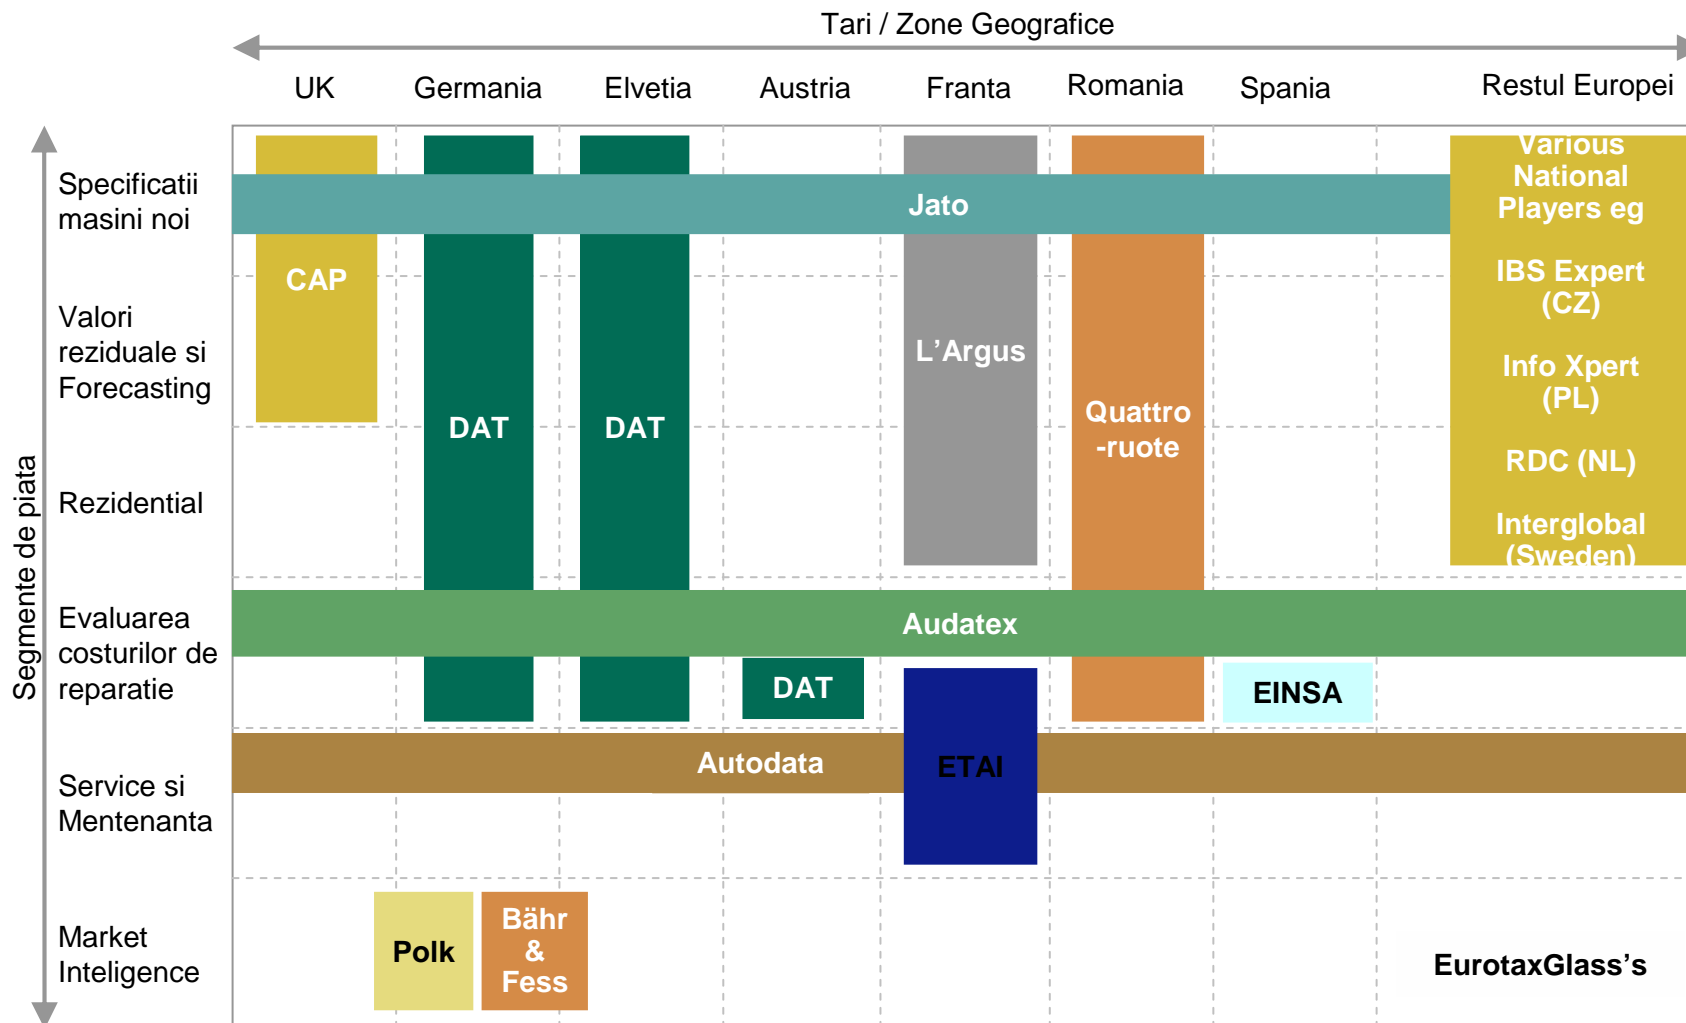 Tari / Zone Geografice
UK
Germania
Elvetia
Austria
Franta
Romania
Spania
Restul Europei
Segmente de piata
Specificatii
masini noi
Valori
reziduale si
Forecasting
Rezidential
Evaluarea
costurilor de
reparatie
Service si
Mentenanta
Market
Inteligence
Jato
CAP
DAT
DAT
L’Argus
Quattro
-ruote
Various
National
Players eg
IBS Expert
(CZ)
Info Xpert
(PL)
RDC (NL)
Interglobal
(Sweden)
Audatex
DAT
EINSA
Autodata
ETAI
Polk
Bähr
&
Fess
EurotaxGlass’s